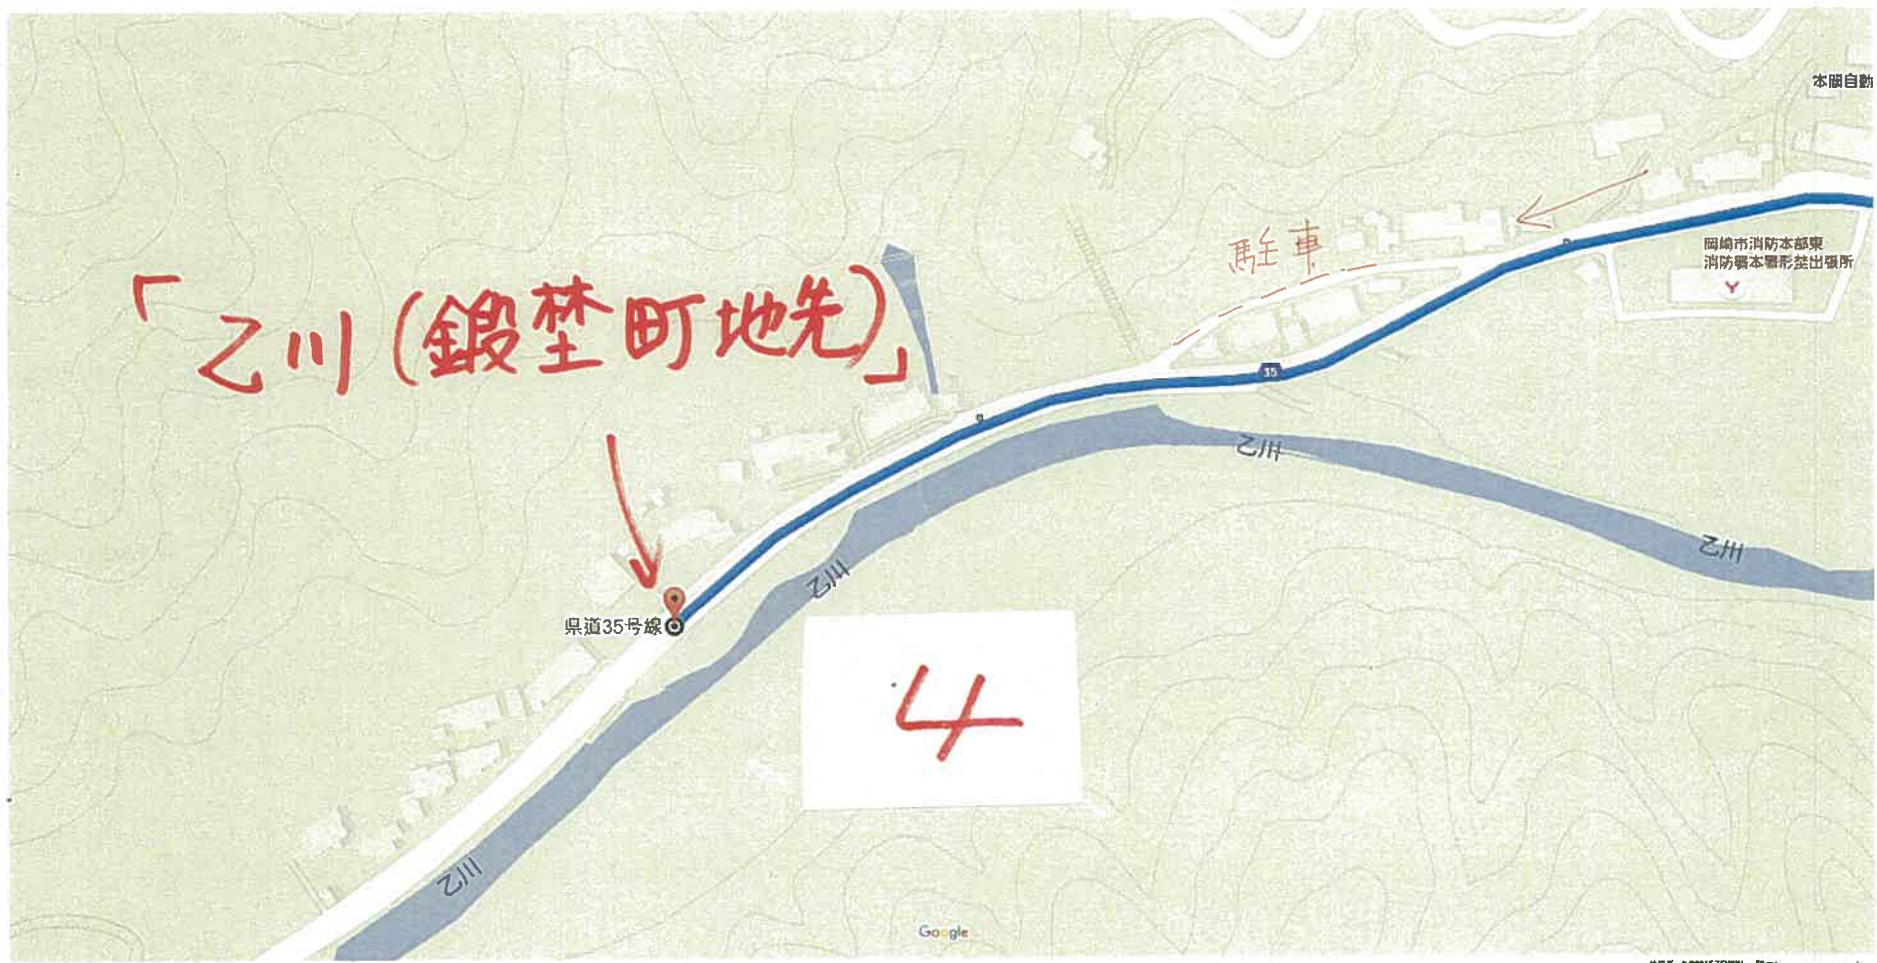 本間自動
岡崎市消防本部東
消防署本署形埜出張所
駐車
「乙川(鍛埜町地先)」
35
乙川
乙川
乙川
県道35号線
4
乙川
Google